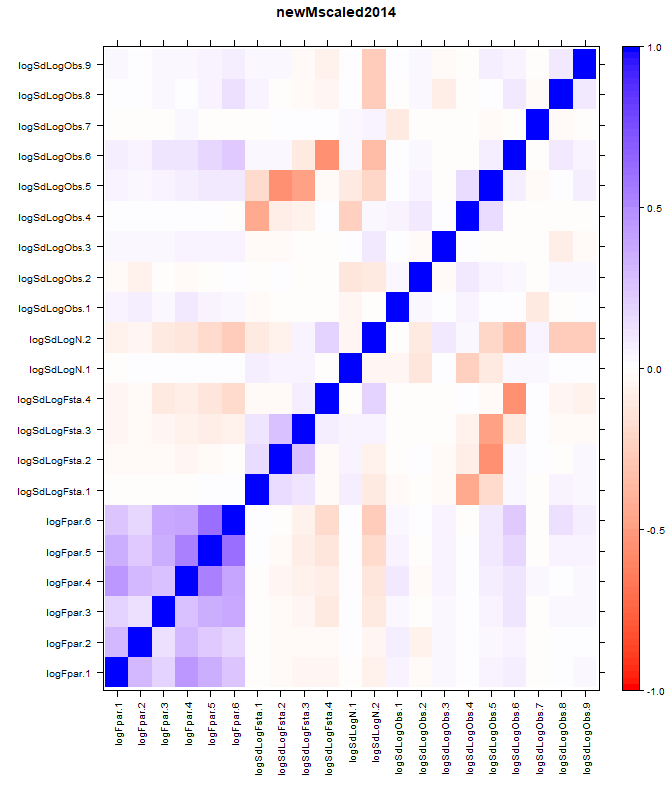 newMscaled2014
logSdLogObs.9
logSdLogObs.8
logSdLogObs.7
logSdLogObs.6
logSdLogObs.5
logSdLogObs.4
logSdLogObs.3
logSdLogObs.2
logSdLogObs.1
logSdLogN.2
logSdLogN.1
logSdLogFsta.4
logSdLogFsta.3
logSdLogFsta.2
logSdLogFsta.1
logFpar.6
logFpar.5
logFpar.4
logFpar.3
logFpar.2
logFpar.1
logFpar.1
logFpar.2
logFpar.3
logFpar.4
logFpar.5
logFpar.6
logSdLogFsta.1
logSdLogFsta.2
logSdLogFsta.3
logSdLogFsta.4
logSdLogN.1
logSdLogN.2
logSdLogObs.1
logSdLogObs.2
logSdLogObs.3
logSdLogObs.4
logSdLogObs.5
logSdLogObs.6
logSdLogObs.7
logSdLogObs.8
logSdLogObs.9
1.0
0.5
0.0
-0.5
-1.0